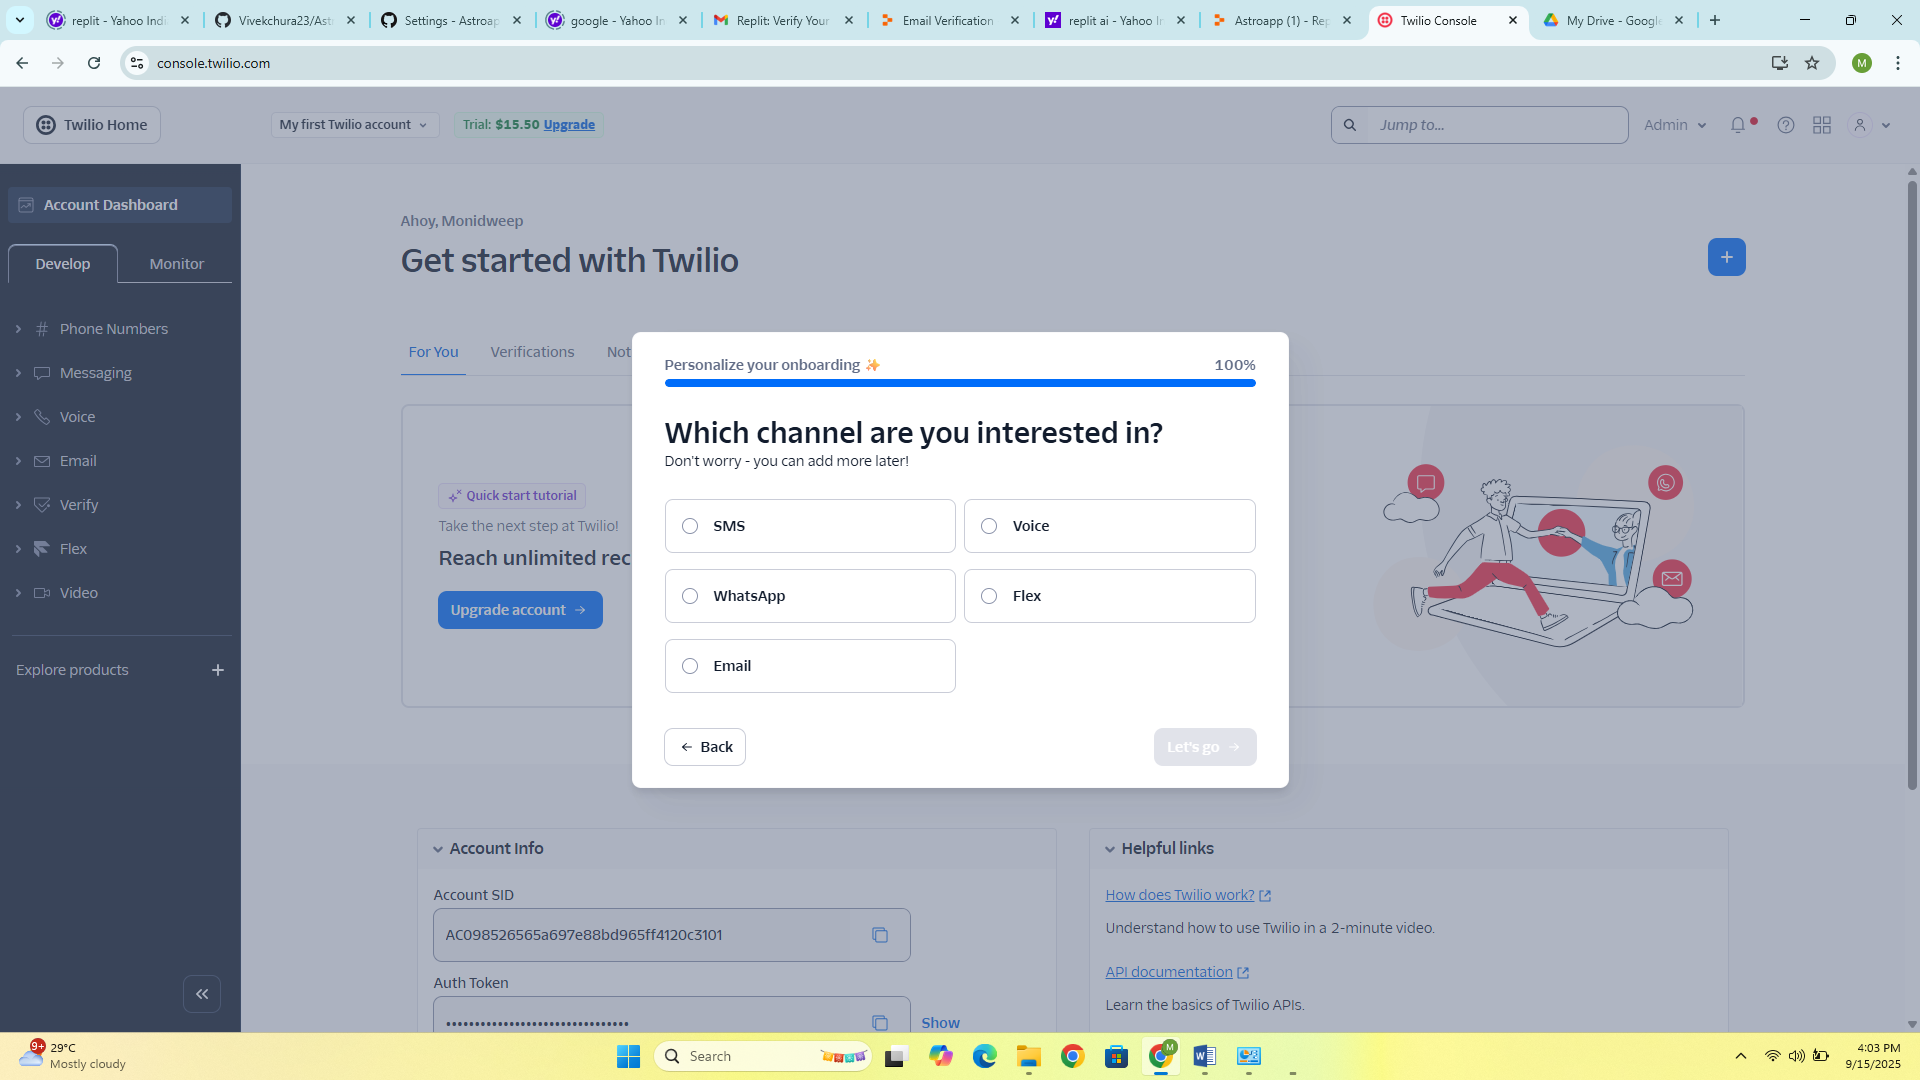 replit - Yahoo Indi
Vivekchura23/Ast
Settings - Astroap
google - Yahoo In
Replit: Verify Your
Email Verification
replit ai - Yahoo In
Astroapp (1) - Rep
Twilio Console
My Drive - Google
console.twilio.com
M
Twilio Home
My first Twilio account
Trial: $15.50 Upgrade
Jump to...
Admin
Account Dashboard
Develop
Monitor
Phone Numbers
Messaging
Voice
Email
Verify
Flex
Video
Explore products
Ahoy, Monidweep
Get started with Twilio
For You
Verifications
Not
Quick start tutorial
Take the next step at Twilio!
Reach unlimited rec
Upgrade account
Personalize your onboarding ✨
100%
Which channel are you interested in?
Don't worry - you can add more later!
SMS
Voice
WhatsApp
Flex
Email
Back
Let's go
Account Info
Account SID
AC098526565a697e88bd965ff4120c3101
Auth Token
Show
Helpful links
How does Twilio work?
Understand how to use Twilio in a 2-minute video.
API documentation
Learn the basics of Twilio APIs.
9+
29°C
Mostly cloudy
Search
M
4:03 PM
9/15/2025